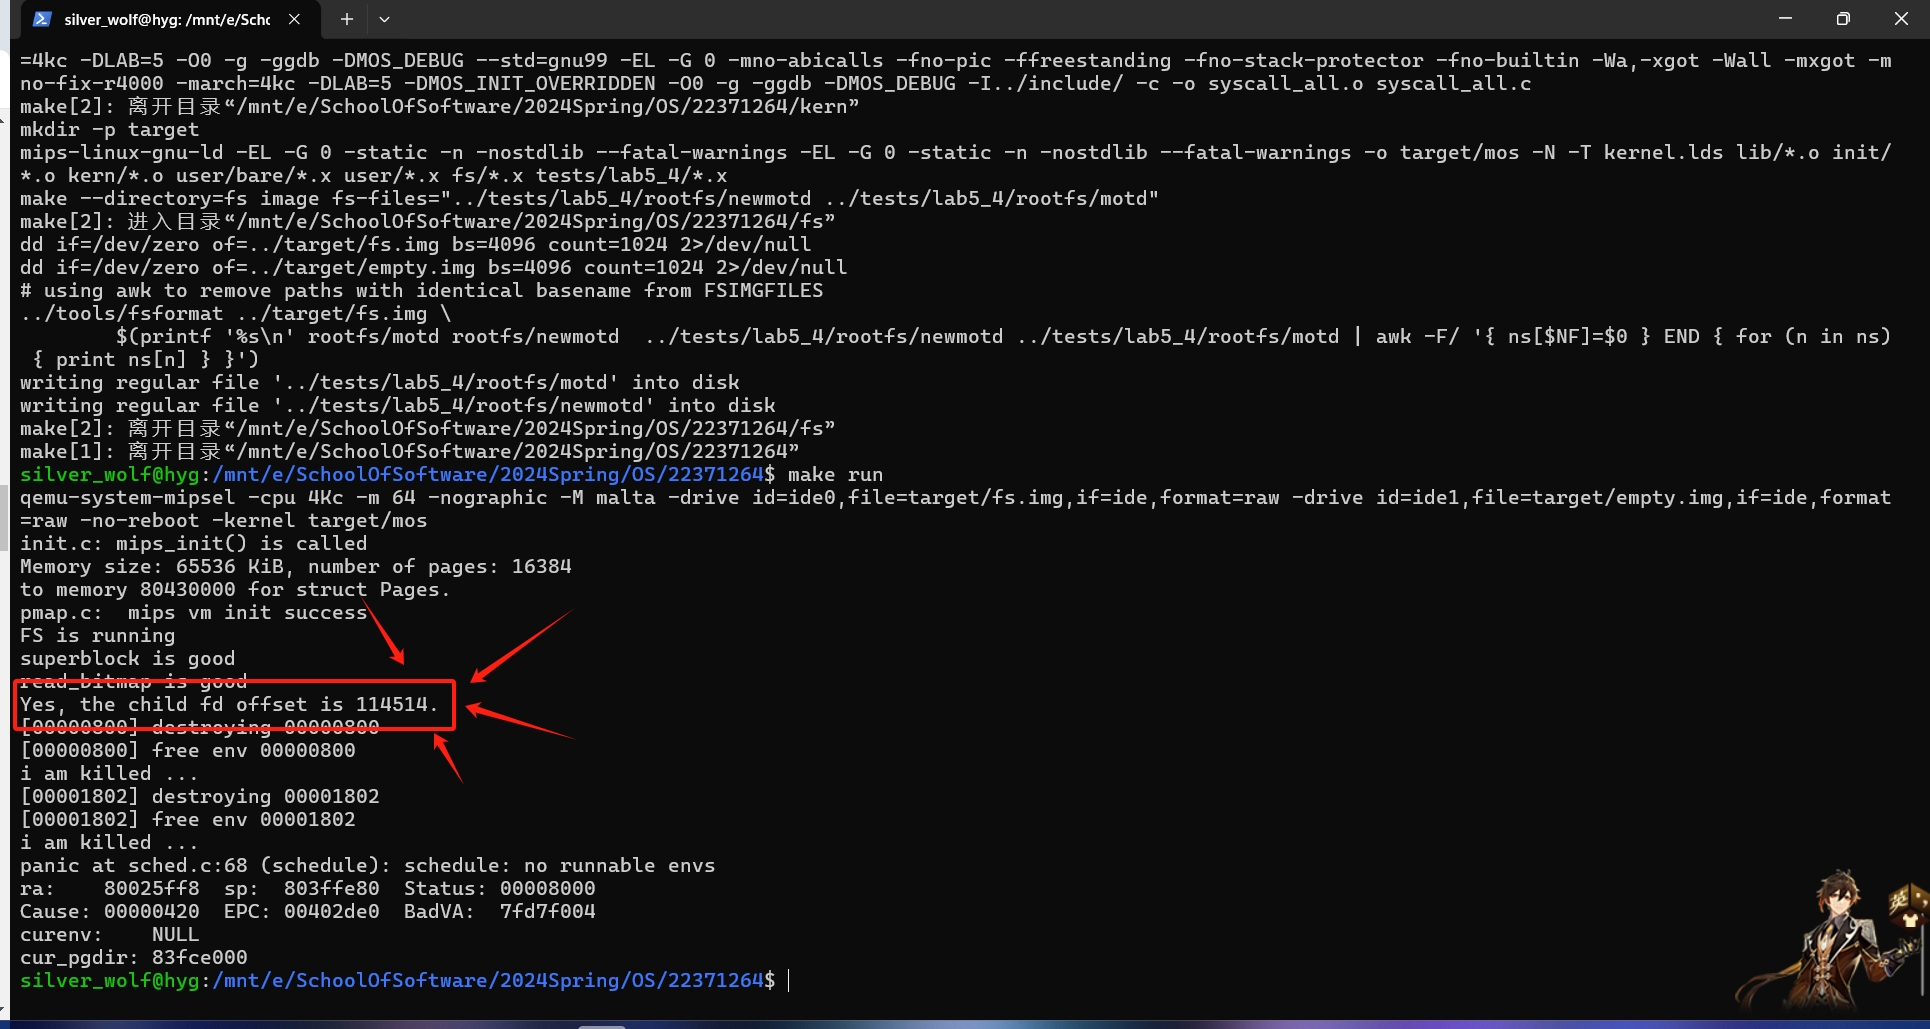 silver_wolf@hyg: /mnt/e/Scho
=4kc -DLAB=5 -O0 -g -ggdb -DMOS_DEBUG --std=gnu99 -EL -G 0 -mno-abicalls -fno-pic -ffreestanding -fno-stack-protector -fno-builtin -Wa,-xgot -Wall -mxgot -m
no-fix-r4000 -march=4kc -DLAB=5 -DMOS_INIT_OVERRIDDEN -O0 -g -ggdb -DMOS_DEBUG -I../include/ -c -o syscall_all.o syscall_all.c
make[2]: 离开目录“/mnt/e/SchoolOfSoftware/2024Spring/OS/22371264/kern”
mkdir -p target
mips-linux-gnu-ld -EL -G 0 -static -n -nostdlib --fatal-warnings -EL -G 0 -static -n -nostdlib --fatal-warnings -o target/mos -N -T kernel.lds lib/*.o init/
*.o kern/*.o user/bare/*.x user/*.x fs/*.x tests/lab5_4/*.x
make --directory=fs image fs-files="../tests/lab5_4/rootfs/newmotd ../tests/lab5_4/rootfs/motd"
make[2]: 进入目录“/mnt/e/SchoolOfSoftware/2024Spring/OS/22371264/fs”
dd if=/dev/zero of=../target/fs.img bs=4096 count=1024 2>/dev/null
dd if=/dev/zero of=../target/empty.img bs=4096 count=1024 2>/dev/null
# using awk to remove paths with identical basename from FSIMGFILES
../tools/fsformat ../target/fs.img \
        $(printf '%s\n' rootfs/motd rootfs/newmotd  ../tests/lab5_4/rootfs/newmotd ../tests/lab5_4/rootfs/motd | awk -F/ '{ ns[$NF]=$0 } END { for (n in ns)
 { print ns[n] } }')
writing regular file '../tests/lab5_4/rootfs/motd' into disk
writing regular file '../tests/lab5_4/rootfs/newmotd' into disk
make[2]: 离开目录“/mnt/e/SchoolOfSoftware/2024Spring/OS/22371264/fs”
make[1]: 离开目录“/mnt/e/SchoolOfSoftware/2024Spring/OS/22371264”
silver_wolf@hyg:/mnt/e/SchoolOfSoftware/2024Spring/OS/22371264$ make run
qemu-system-mipsel -cpu 4Kc -m 64 -nographic -M malta -drive id=ide0,file=target/fs.img,if=ide,format=raw -drive id=ide1,file=target/empty.img,if=ide,format
=raw -no-reboot -kernel target/mos
init.c: mips_init() is called
Memory size: 65536 KiB, number of pages: 16384
to memory 80430000 for struct Pages.
pmap.c:  mips vm init success
FS is running
superblock is good
read_bitmap is good
Yes, the child fd offset is 114514.
[00000800] destroying 00000800
[00000800] free env 00000800
i am killed ...
[00001802] destroying 00001802
[00001802] free env 00001802
i am killed ...
panic at sched.c:68 (schedule): schedule: no runnable envs
ra:    80025ff8  sp:  803ffe80  Status: 00008000
Cause: 00000420  EPC: 00402de0  BadVA:  7fd7f004
curenv:    NULL
cur_pgdir: 83fce000
silver_wolf@hyg:/mnt/e/SchoolOfSoftware/2024Spring/OS/22371264$
英